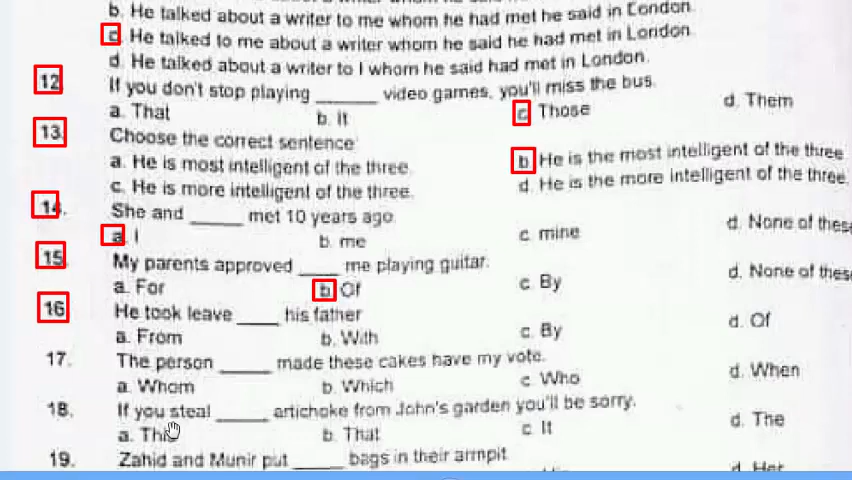 b. He talked about a writer to me whom he had met he said in London.
c. He talked to me about a writer whom he said he had met in London
d. He talked about a writer to I whom he said had met in London.
12 If you don't stop playing ______ video games, you'll miss the bus.
a. That b. It c. Those d. Them
13. Choose the correct sentence
a. He is most intelligent of the three. b. He is the most intelligent of the three
c. He is more intelligent of the three. d. He is the more intelligent of the three.
14. She and _____ met 10 years ago
a. I b. me c. mine d. None of these
15. My parents approved ____ me playing guitar.
a. For b. Of c. By d. None of these
16 He took leave ____ his father
a. From b. With c. By d. Of
17. The person _____ made these cakes have my vote.
a. Whom b. Which c. Who d. When
18. If you steal _____ artichoke from John's garden you'll be sorry.
a. This b. That c. It d. The
19. Zahid and Munir put _____ bags in their armpit
d. Her